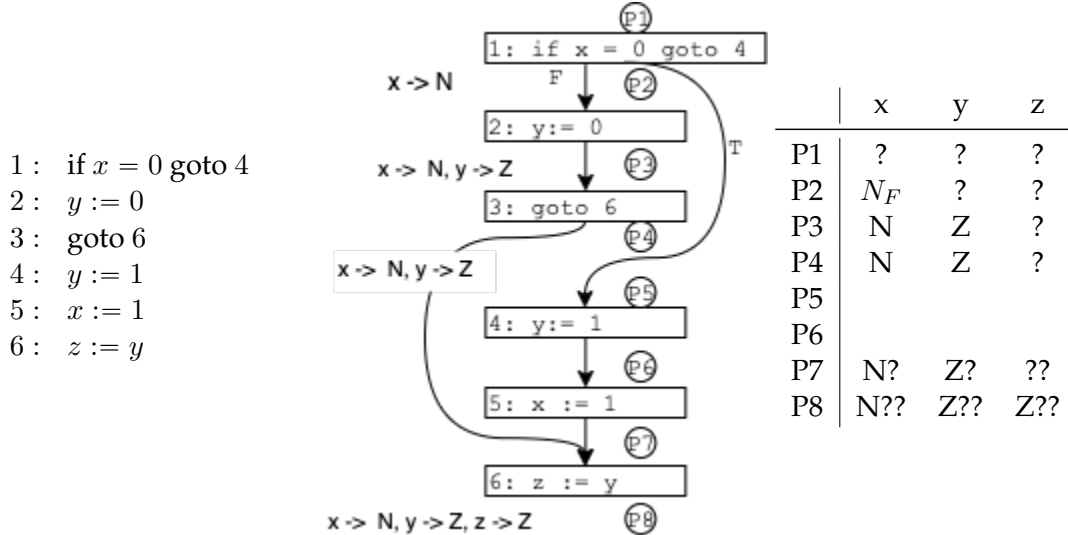 1 : if x = 0 goto 4
2 : y := 0
3 : goto 6
4 : y := 1
5 : x := 1
6 : z := y
P1
1: if x = 0 goto 4
F
P2
x -> N
T
2: y:= 0
x -> N, y -> Z
P3
3: goto 6
P4
x -> N, y -> Z
P5
4: y:= 1
P6
5: x := 1
P7
6: z := y
x -> N, y -> Z, z -> Z
P8
x y z
P1 ? ? ?
P2 N_F ? ?
P3 N Z ?
P4 N Z ?
P5
P6
P7 N? Z? ??
P8 N?? Z?? Z??